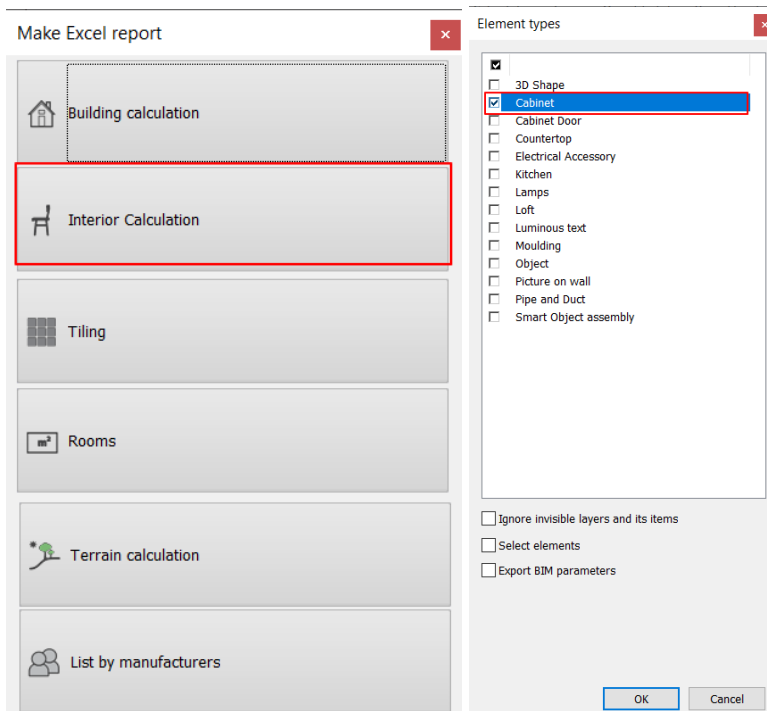 Make Excel report
Building calculation
Interior Calculation
Tiling
m²
Rooms
Terrain calculation
List by manufacturers
Element types
3D Shape
Cabinet
Cabinet Door
Countertop
Electrical Accessory
Kitchen
Lamps
Loft
Luminous text
Moulding
Object
Picture on wall
Pipe and Duct
Smart Object assembly
Ignore invisible layers and its items
Select elements
Export BIM parameters
OK
Cancel